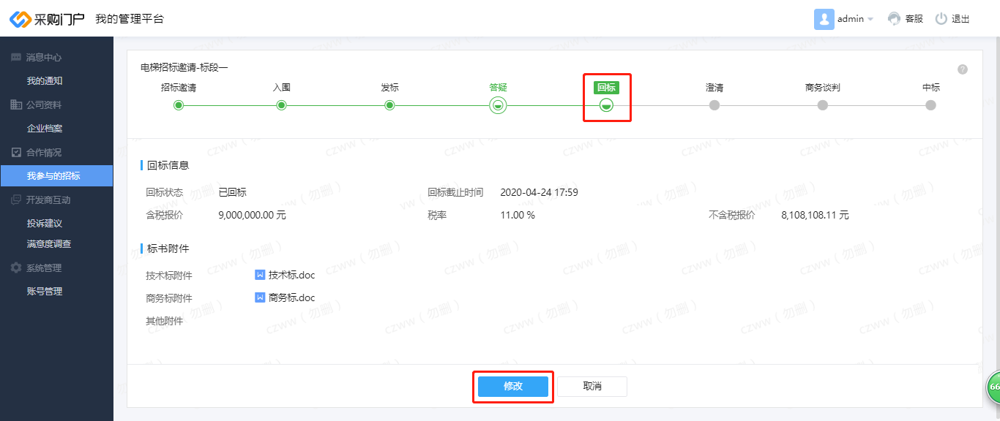 采购门户 我的管理平台
admin 客服 退出
消息中心
我的通知
公司资料
企业档案
合作情况
我参与的招标
开发商互动
投诉建议
满意度调查
系统管理
账号管理
电梯招标邀请-标段一
招标邀请 入围 发标 答疑 回标 澄清 商务谈判 中标
回标信息
回标状态 已回标 回标截止时间 2020-04-24 17:59
含税报价 9,000,000.00 元 税率 11.00 % 不含税报价 8,108,108.11 元
标书附件
技术标附件 技术标.doc
商务标附件 商务标.doc
其他附件
修改 取消
66
czww（勿删）